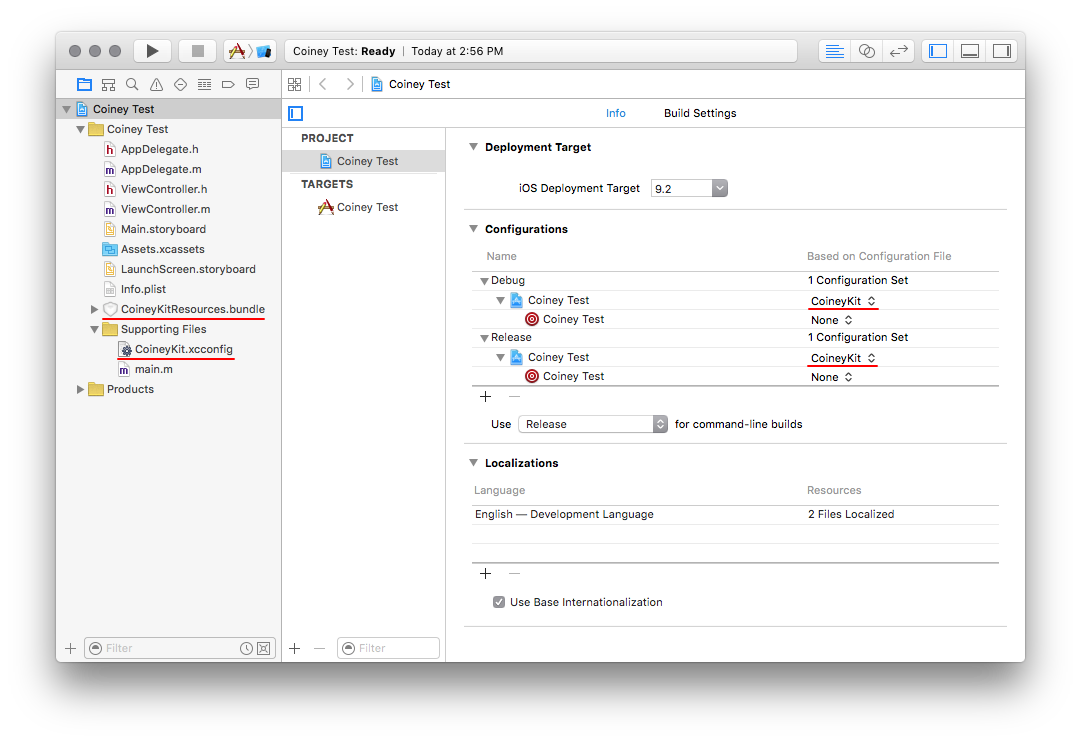 Coiney Test: Ready | Today at 2:56 PM
Coiney Test
Coiney Test
Coiney Test
AppDelegate.h
AppDelegate.m
ViewController.h
ViewController.m
Main.storyboard
Assets.xcassets
LaunchScreen.storyboard
Info.plist
CoineyKitResources.bundle
Supporting Files
CoineyKit.xcconfig
main.m
Products
Filter
Info Build Settings
PROJECT
Coiney Test
TARGETS
Coiney Test
Filter
Deployment Target
iOS Deployment Target 9.2
Configurations
Name Based on Configuration File
Debug 1 Configuration Set
Coiney Test CoineyKit
Coiney Test None
Release 1 Configuration Set
Coiney Test CoineyKit
Coiney Test None
Use Release for command-line builds
Localizations
Language Resources
English — Development Language 2 Files Localized
Use Base Internationalization